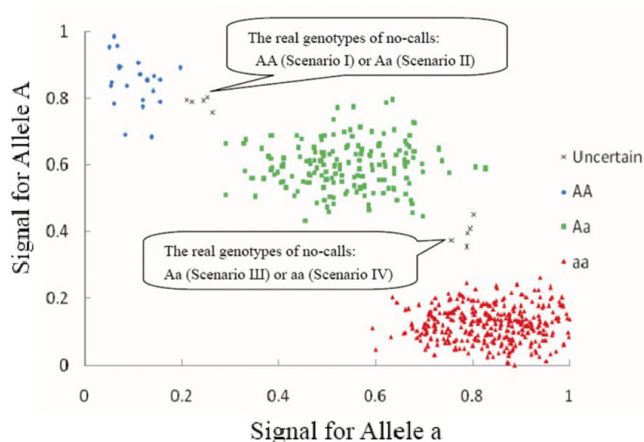 The real genotypes of no-calls:
AA (Scenario I) or Aa (Scenario II)
The real genotypes of no-calls:
Aa (Scenario III) or aa (Scenario IV)
Signal for Allele A
1
0.8
0.6
0.4
0.2
0
0
0.2
0.4
0.6
0.8
1
Signal for Allele a
Uncertain
AA
Aa
aa